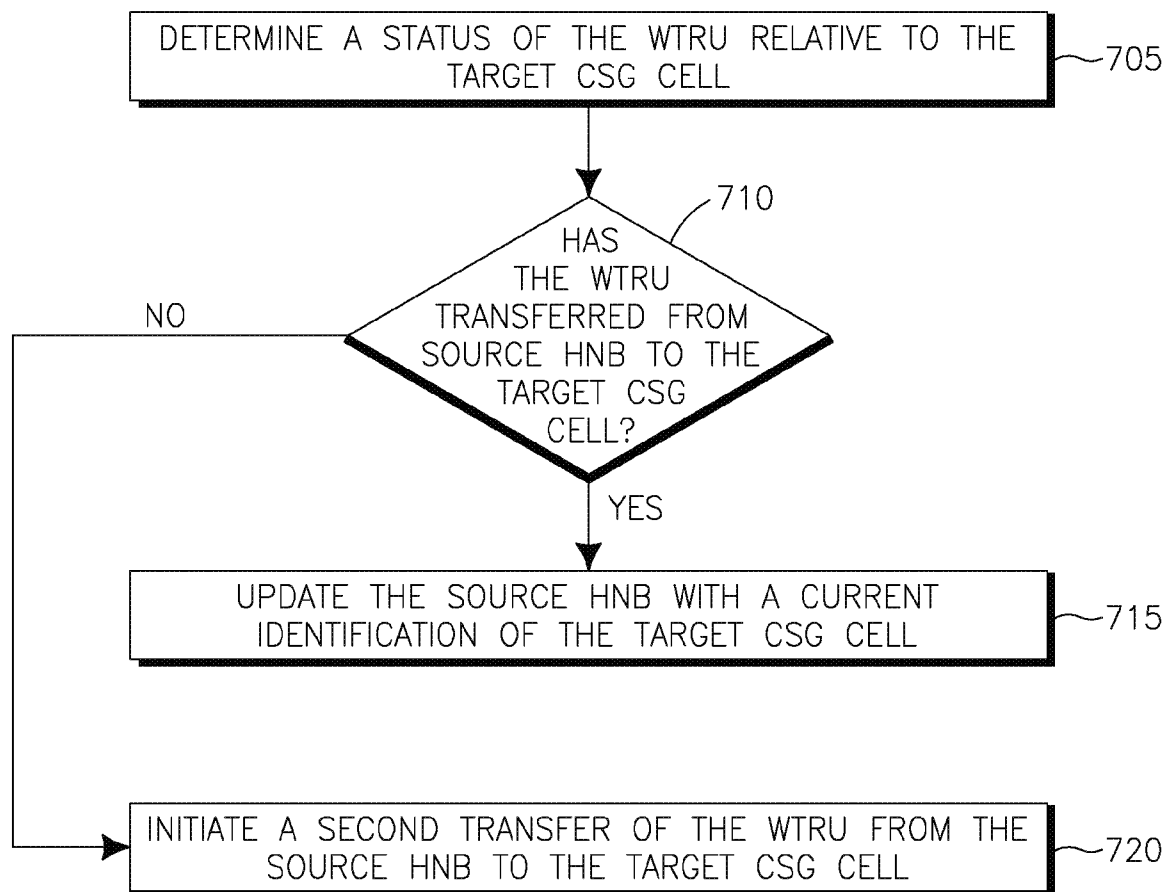 DETERMINE A STATUS OF THE WTRU RELATIVE TO THE
TARGET CSG CELL
705
710
HAS
THE WTRU
TRANSFERRED FROM
SOURCE HNB TO THE
TARGET CSG
CELL?
NO
YES
UPDATE THE SOURCE HNB WITH A CURRENT
IDENTIFICATION OF THE TARGET CSG CELL
715
INITIATE A SECOND TRANSFER OF THE WTRU FROM THE
SOURCE HNB TO THE TARGET CSG CELL
720